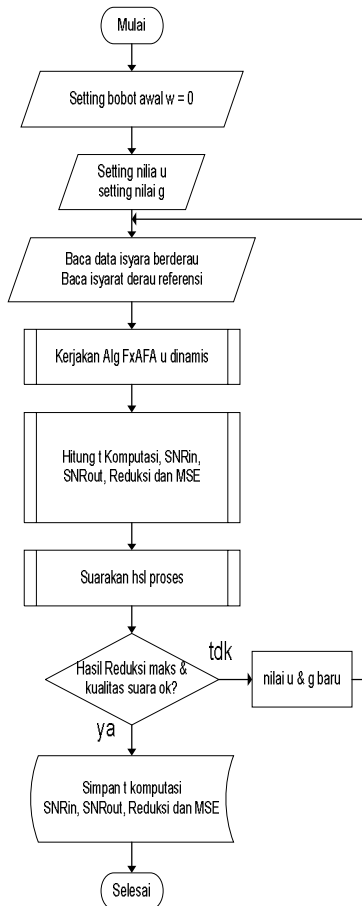 Mulai
Setting bobot awal w = 0
Setting nilia u
setting nilai g
Baca data isyara berderau
Baca isyarat derau referensi
Kerjakan Alg FxAFA u dinamis
Hitung t Komputasi, SNRin,
SNRout, Reduksi dan MSE
Suarakan hsl proses
Hasil Reduksi maks &
kualitas suara ok?
tdk
nilai u & g baru
ya
Simpan t komputasi
SNRin, SNRout, Reduksi dan MSE
Selesai